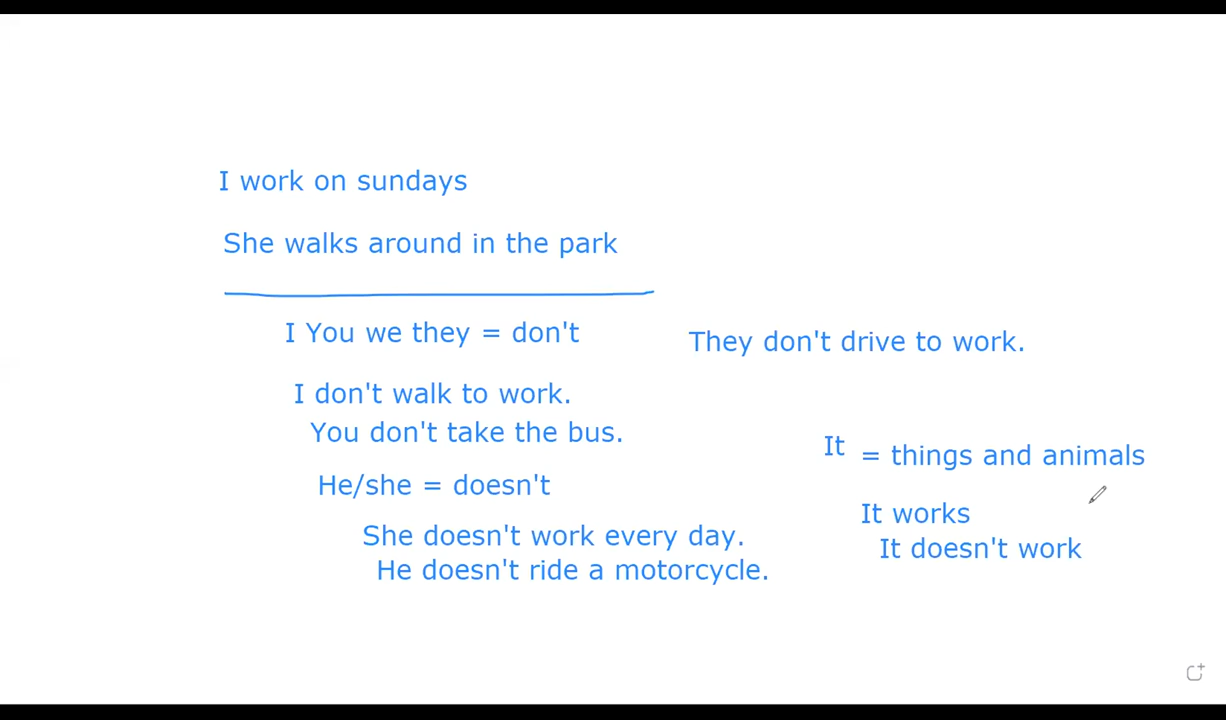 I work on sundays
She walks around in the park
I You we they = don't
They don't drive to work.
I don't walk to work.
You don't take the bus.
It = things and animals
He/she = doesn't
It works
She doesn't work every day.
It doesn't work
He doesn't ride a motorcycle.